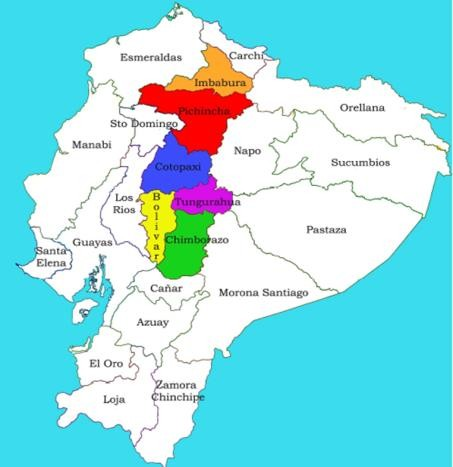 Esmeraldas
Carchi
Imbabura
Pichincha
Orellana
Sto Domingo
Manabi
Napo
Sucumbios
Cotopaxi
Los
Rios
Bolivar
Tungurahua
Pastaza
Guayas
Chimborazo
Santa
Elena
Cañar
Morona Santiago
Azuay
El Oro
Zamora
Chinchipe
Loja